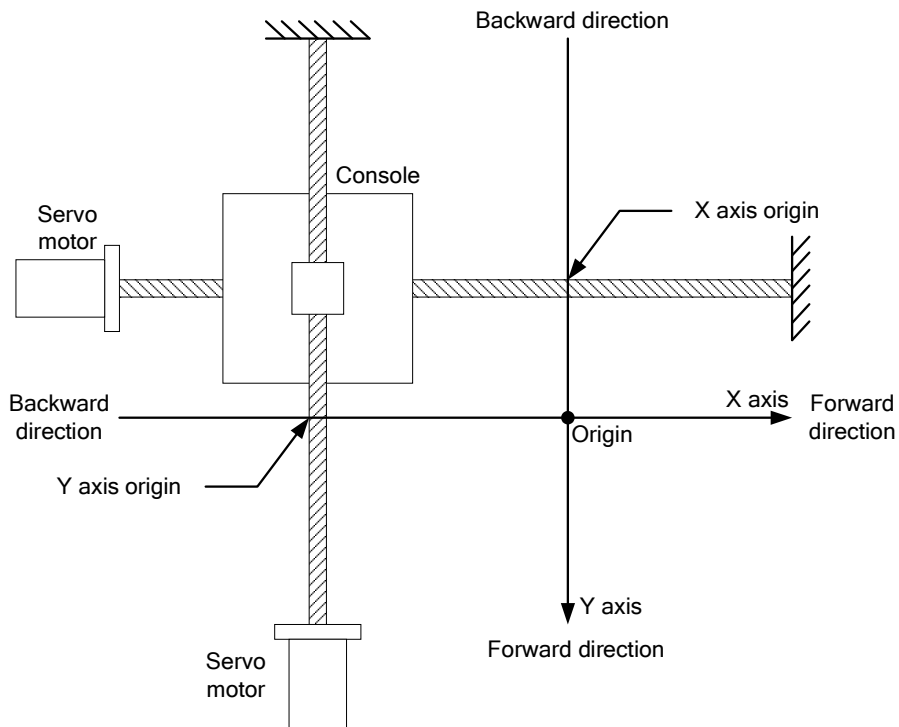 Backward direction
Console
X axis origin
Servo
motor
Backward
direction
X axis
Forward
direction
Origin
Y axis origin
Y axis
Forward direction
Servo
motor